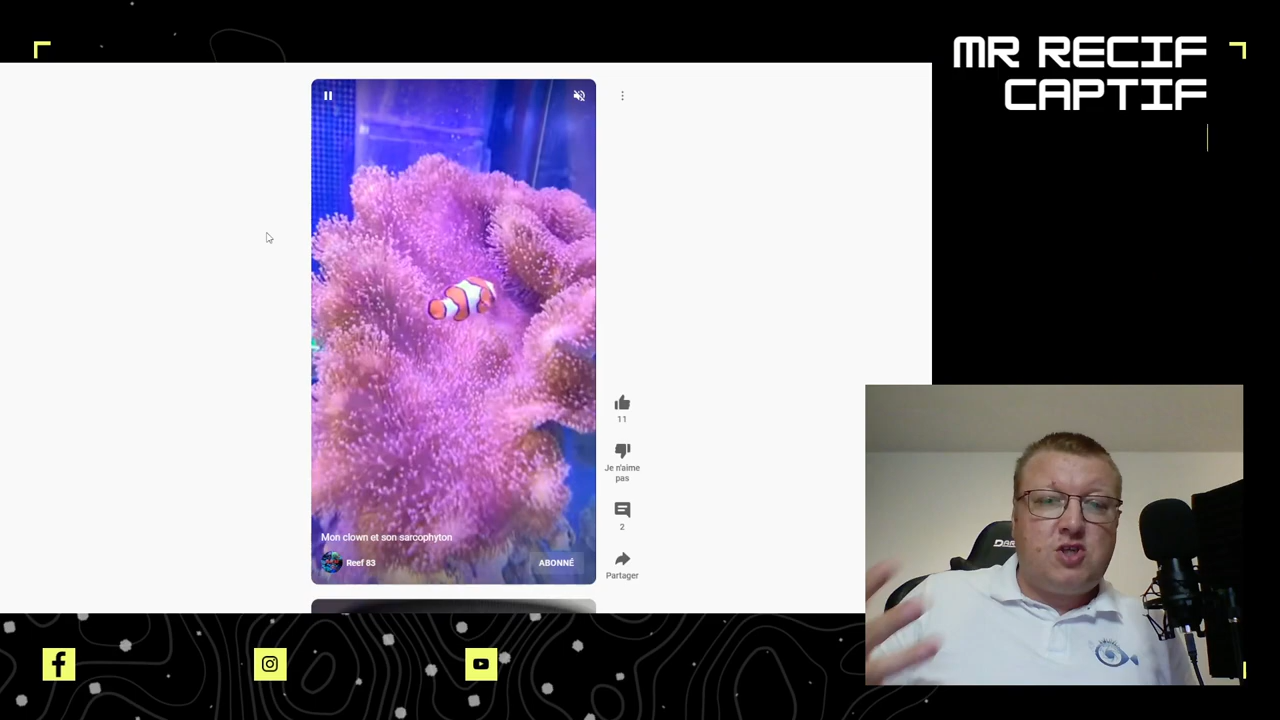 MR RECIF
CAPTIF
11
Je n'aime
pas
2
Partager
Mon clown et son sarcophyton
Reef 83
ABONNÉ